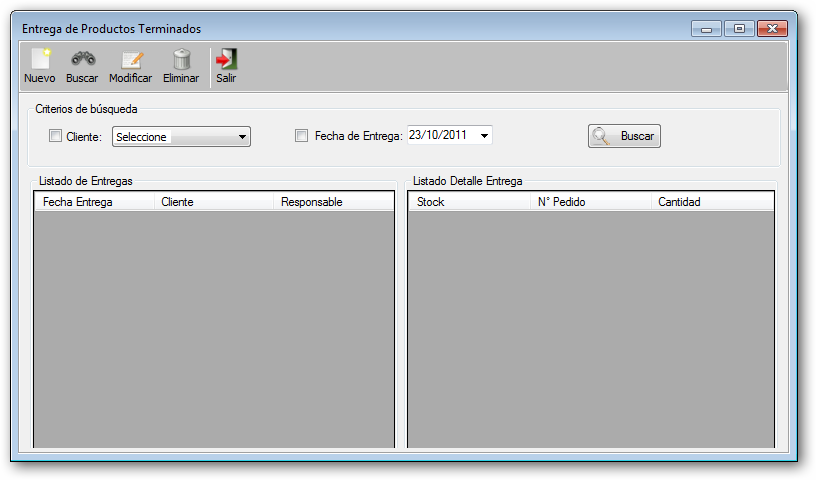 Entrega de Productos Terminados
Nuevo Buscar Modificar Eliminar Salir
Criterios de búsqueda
Cliente: Seleccione Fecha de Entrega: 23/10/2011 Buscar
Listado de Entregas Listado Detalle Entrega
Fecha Entrega Cliente Responsable Stock N° Pedido Cantidad